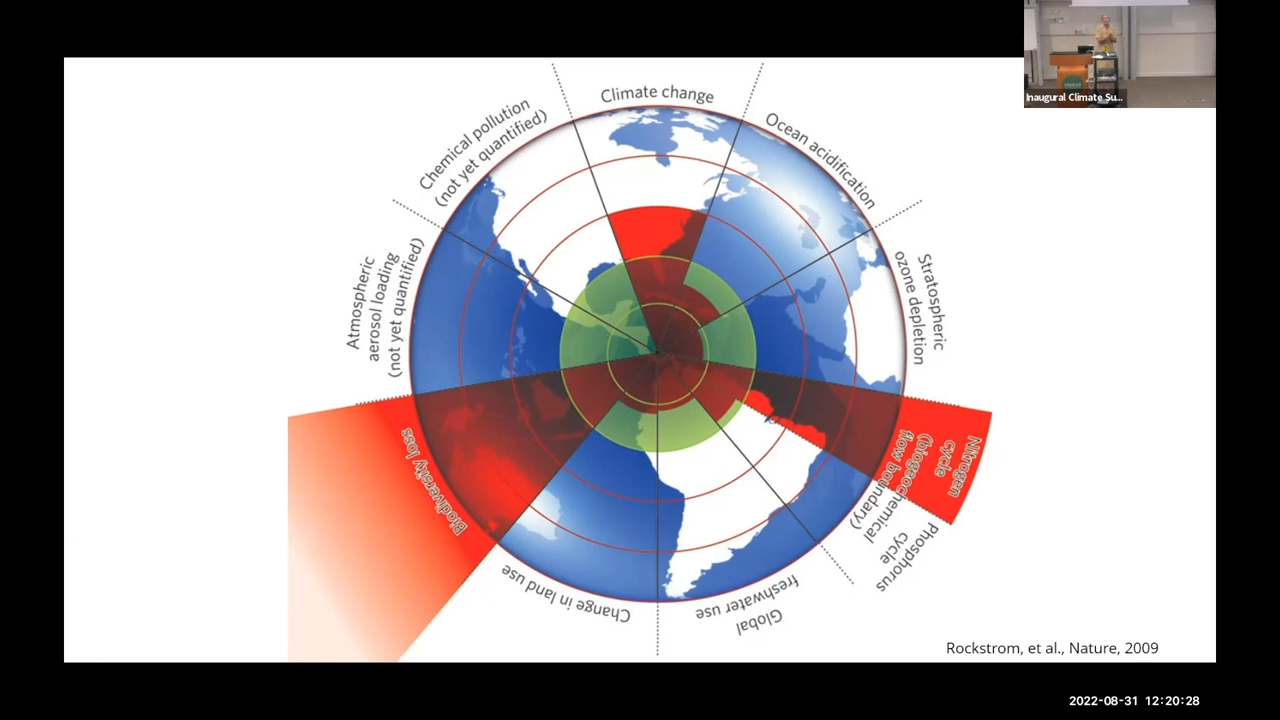 Inaugural Climate Su...
Climate change
Ocean acidification
Stratospheric
ozone depletion
Nitrogen
cycle
(biogeochemical
flow boundary)
Phosphorus
cycle
Global
freshwater use
Change in land use
Biodiversity loss
Atmospheric
aerosol loading
(not yet quantified)
Chemical pollution
(not yet quantified)
Rockstrom, et al., Nature, 2009
2022-08-31 12:20:28